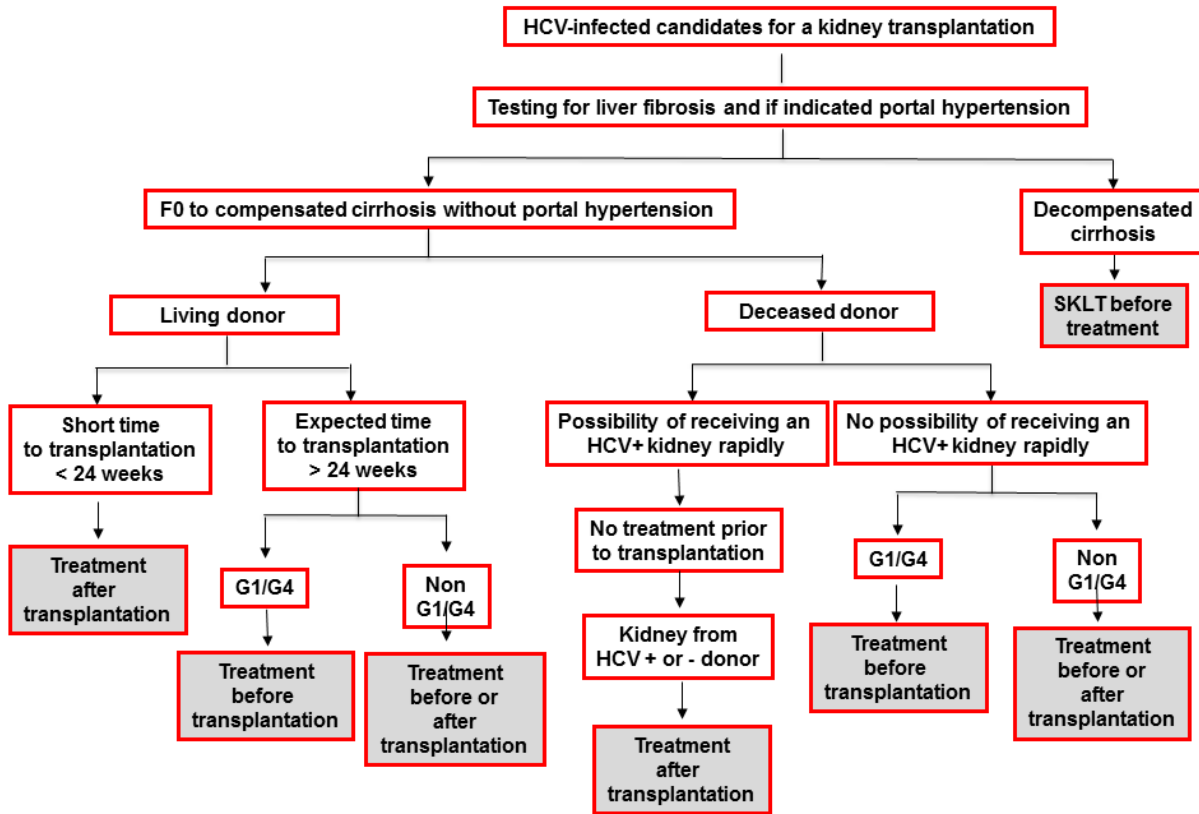 HCV-infected candidates for a kidney transplantation
Testing for liver fibrosis and if indicated portal hypertension
F0 to compensated cirrhosis without portal hypertension
Decompensated
cirrhosis
SKLT before
treatment
Living donor
Deceased donor
Short time
to transplantation
< 24 weeks
Expected time
to transplantation
> 24 weeks
Possibility of receiving an
HCV+ kidney rapidly
No possibility of receiving an
HCV+ kidney rapidly
Treatment
after
transplantation
G1/G4
Non
G1/G4
No treatment prior
to transplantation
G1/G4
Non
G1/G4
Treatment
before
transplantation
Treatment
before or
after
transplantation
Kidney from
HCV + or - donor
Treatment
before
transplantation
Treatment
before or
after
transplantation
Treatment
after
transplantation